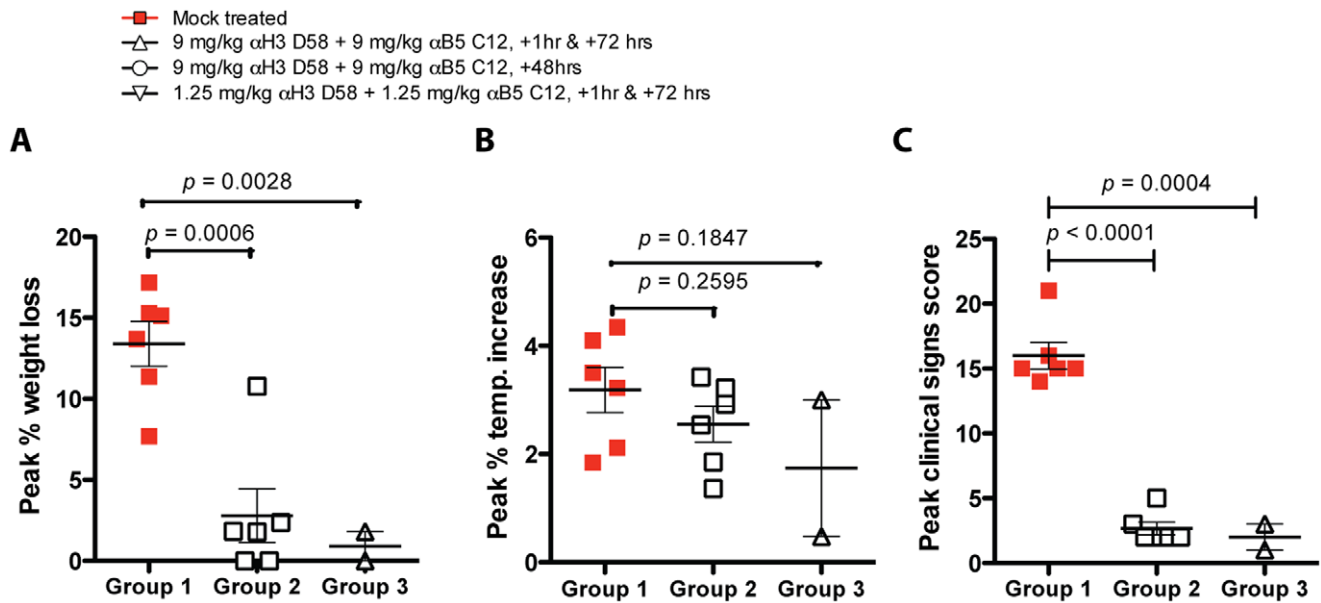 Mock treated
9 mg/kg αH3 D58 + 9 mg/kg αB5 C12, +1hr & +72 hrs
9 mg/kg αH3 D58 + 9 mg/kg αB5 C12, +48hrs
1.25 mg/kg αH3 D58 + 1.25 mg/kg αB5 C12, +1hr & +72 hrs
A
p = 0.0028
p = 0.0006
Peak % weight loss
20
15
10
5
0
Group 1 Group 2 Group 3
B
p = 0.1847
p = 0.2595
Peak % temp. increase
6
4
2
0
Group 1 Group 2 Group 3
C
p = 0.0004
p < 0.0001
Peak clinical signs score
25
20
15
10
5
0
Group 1 Group 2 Group 3